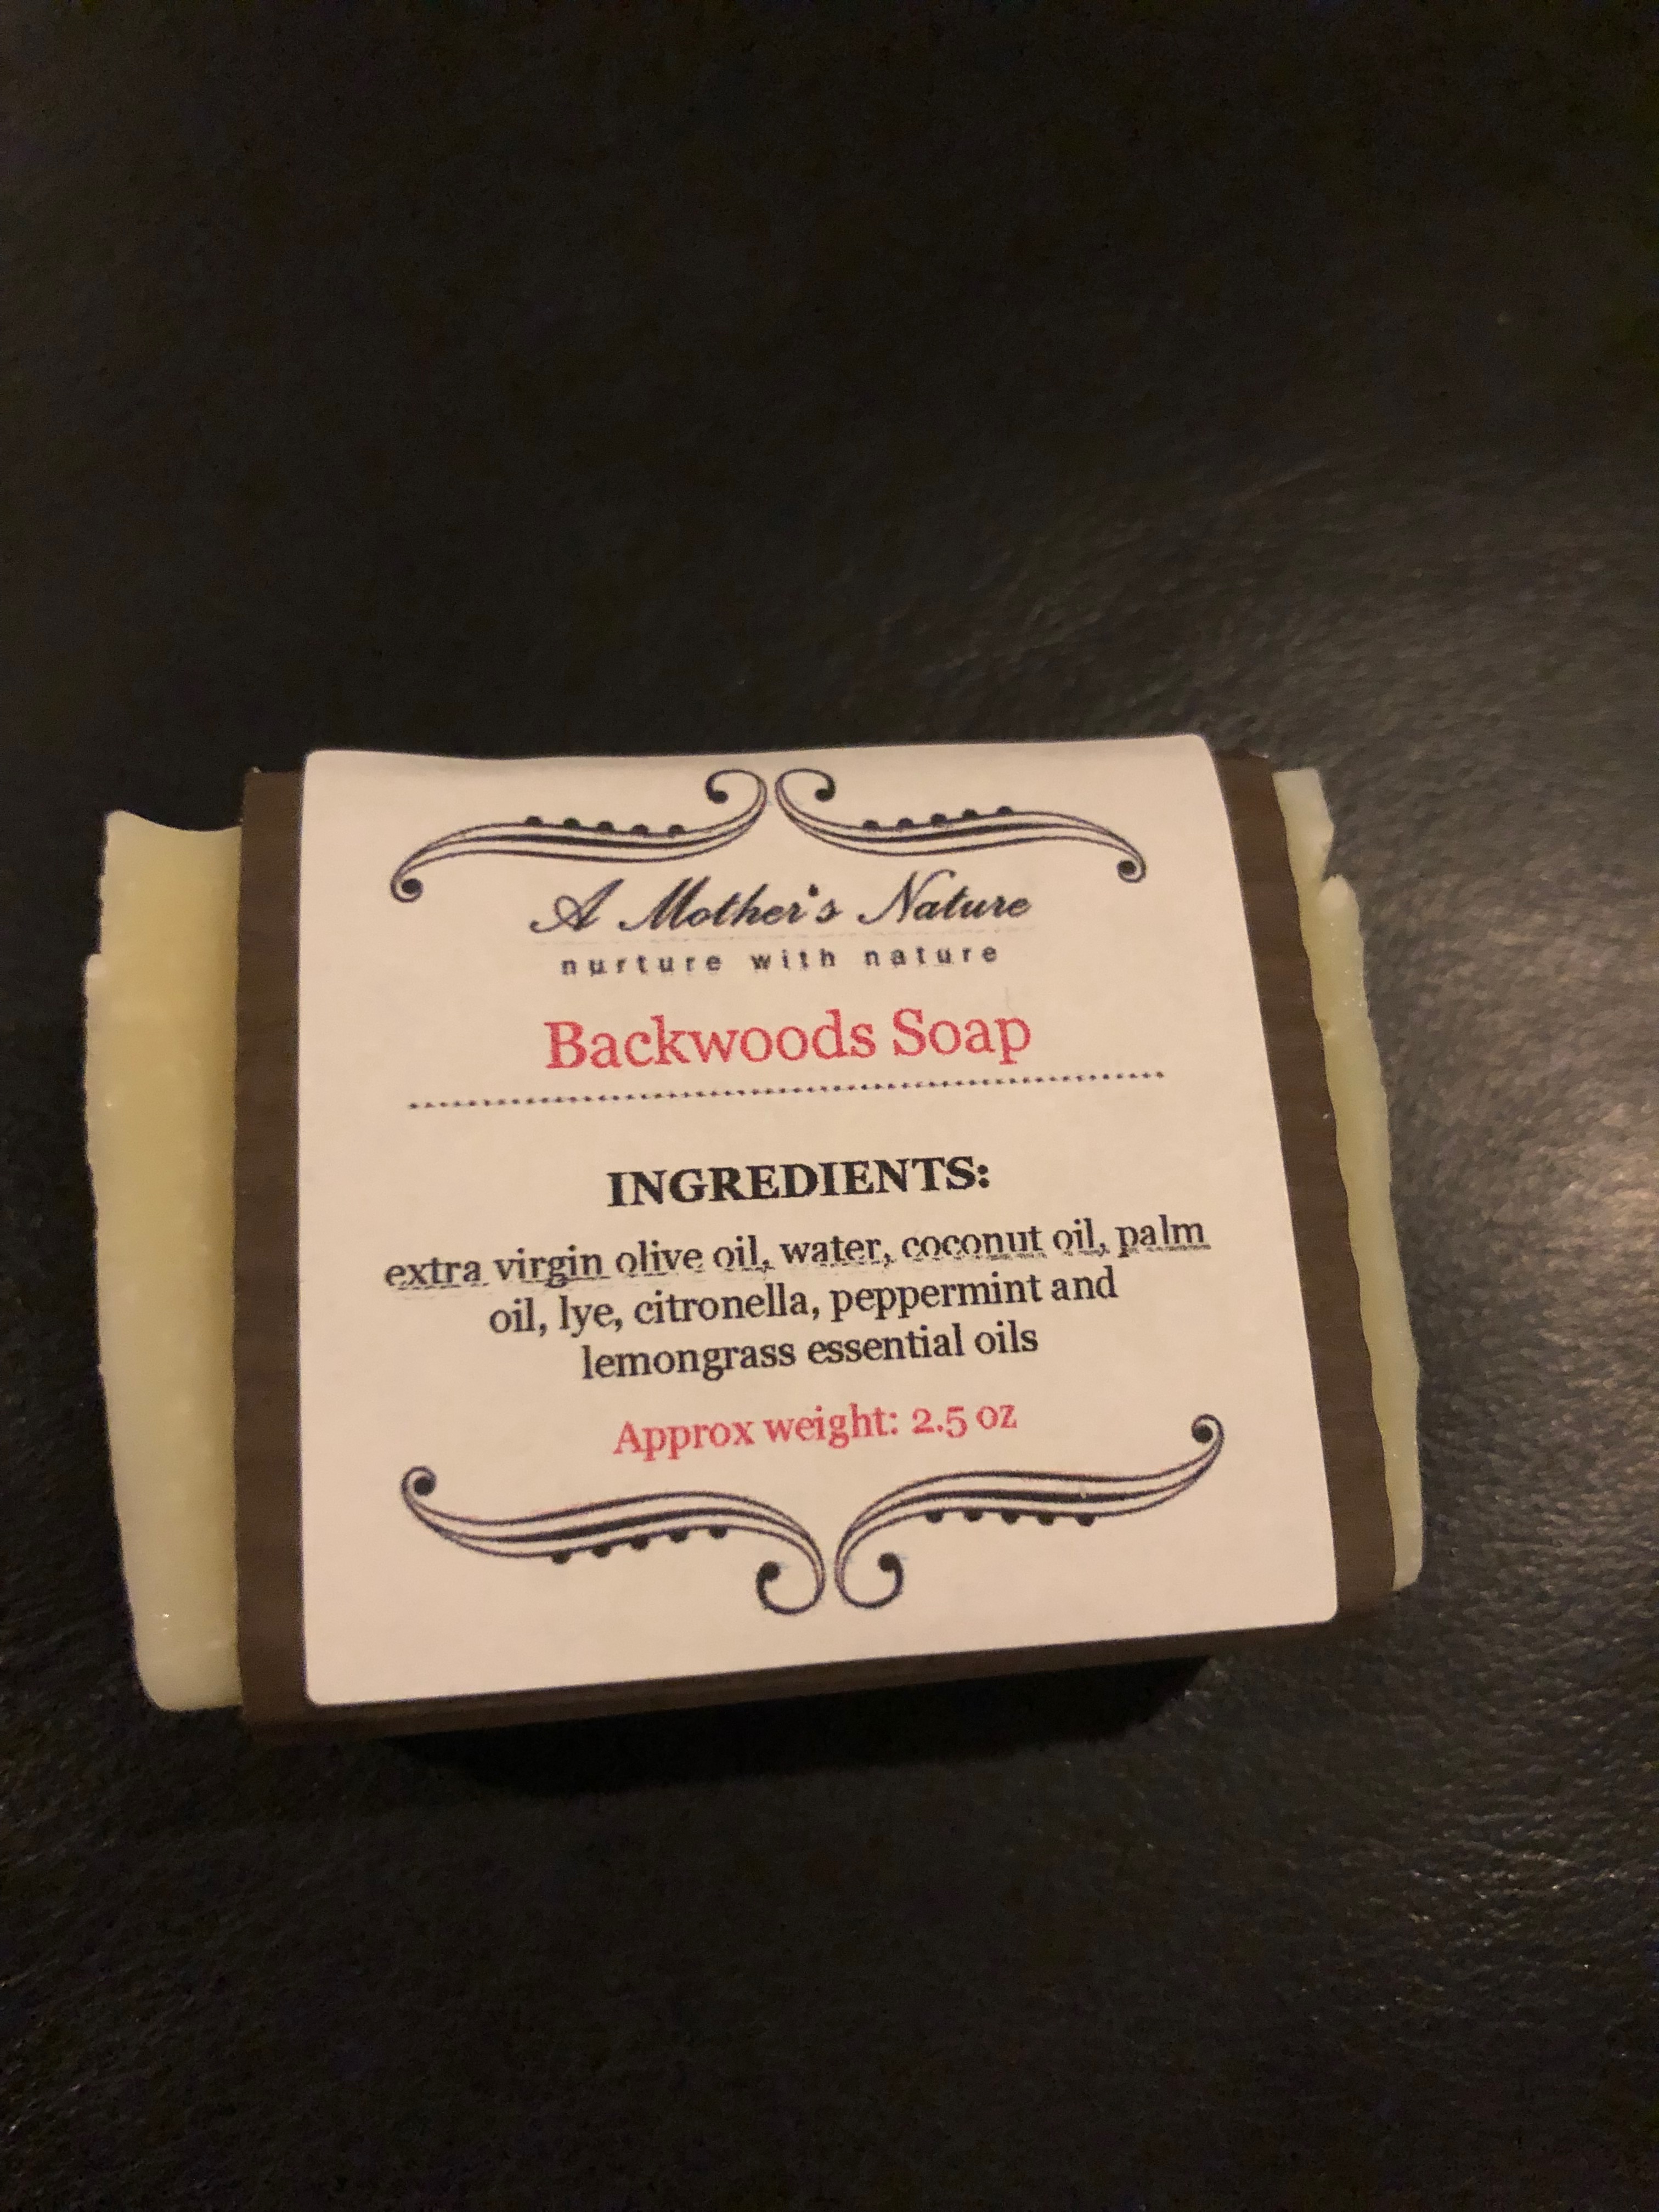 A Mother's Nature
nurture with nature
Backwoods Soap
INGREDIENTS:
extra virgin olive oil, water, coconut oil, palm
oil, lye, citronella, peppermint and
lemongrass essential oils
Approx weight: 2.5 oz